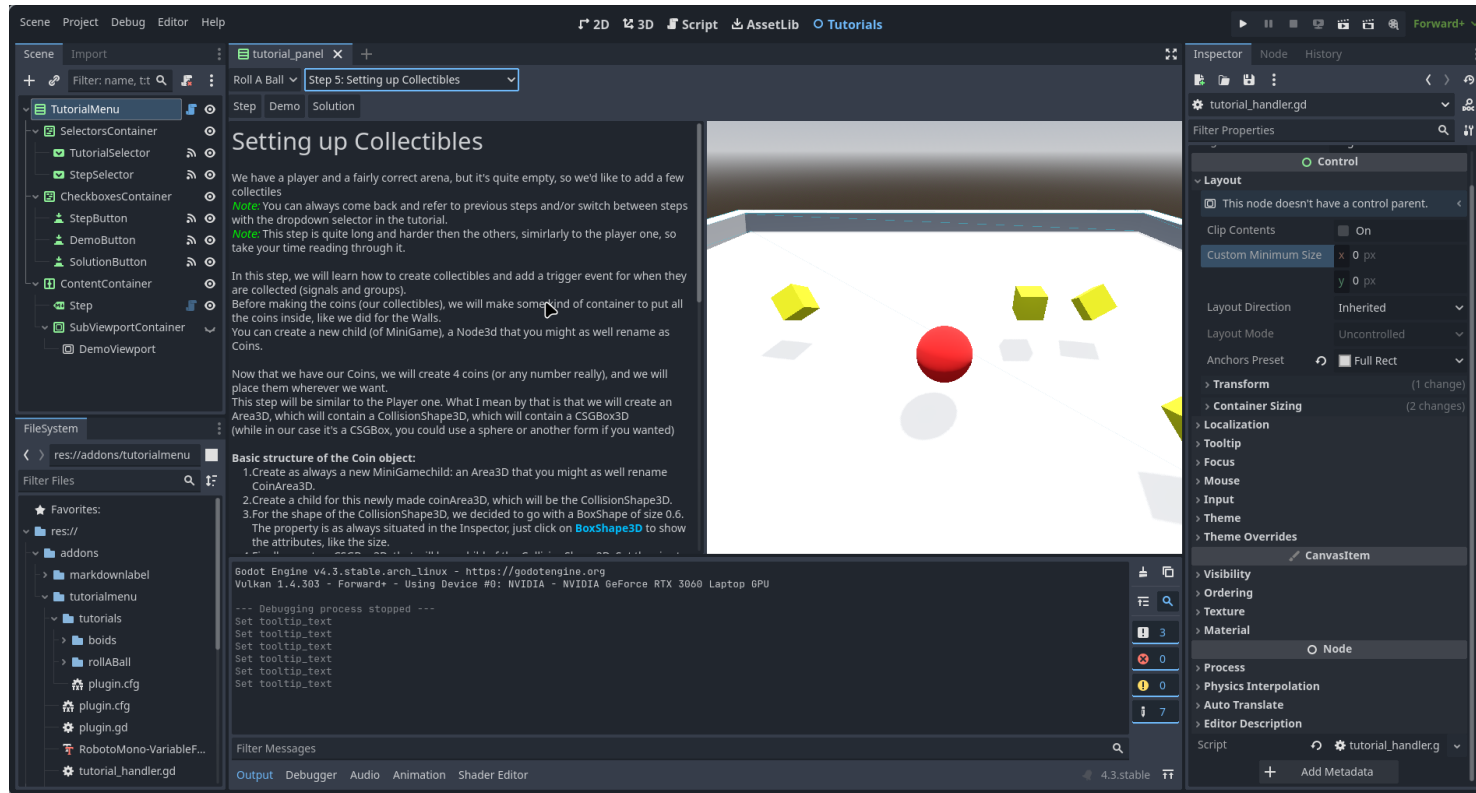 Scene Project Debug Editor Help
2D 3D Script AssetLib Tutorials
Forward+
Scene Import
Filter: name, t:t
TutorialMenu
SelectorsContainer
TutorialSelector
StepSelector
CheckboxesContainer
StepButton
DemoButton
SolutionButton
ContentContainer
Step
SubViewportContainer
DemoViewport
FileSystem
res://addons/tutorialmenu
Filter Files
Favorites:
res://
addons
markdownlabel
tutorialmenu
tutorials
boids
rollABall
plugin.cfg
plugin.cfg
plugin.gd
RobotoMono-VariableF...
tutorial_handler.gd
tutorial_panel
Roll A Ball Step 5: Setting up Collectibles
Step Demo Solution
Setting up Collectibles
We have a player and a fairly correct arena, but it's quite empty, so we'd like to add a few
collectiles
Note: You can always come back and refer to previous steps and/or switch between steps
with the dropdown selector in the tutorial.
Note: This step is quite long and harder then the others, simirlarly to the player one, so
take your time reading through it.
In this step, we will learn how to create collectibles and add a trigger event for when they
are collected (signals and groups).
Before making the coins (our collectibles), we will make some kind of container to put all
the coins inside, like we did for the Walls.
You can create a new child (of MiniGame), a Node3d that you might as well rename as
Coins.
Now that we have our Coins, we will create 4 coins (or any number really), and we will
place them wherever we want.
This step will be similar to the Player one. What I mean by that is that we will create an
Area3D, which will contain a CollisionShape3D, which will contain a CSGBox3D
(while in our case it's a CSGBox, you could use a sphere or another form if you wanted)
Basic structure of the Coin object:
1.Create as always a new MiniGamechild: an Area3D that you might as well rename
CoinArea3D.
2.Create a child for this newly made coinArea3D, which will be the CollisionShape3D.
3.For the shape of the CollisionShape3D, we decided to go with a BoxShape of size 0.6.
The property is as always situated in the Inspector, just click on BoxShape3D to show
the attributes, like the size.
Godot Engine v4.3.stable.arch_linux - https://godotengine.org
Vulkan 1.4.303 - Forward+ - Using Device #0: NVIDIA - NVIDIA GeForce RTX 3060 Laptop GPU
--- Debugging process stopped ---
Set tooltip_text
Set tooltip_text
Set tooltip_text
Set tooltip_text
Set tooltip_text
Set tooltip_text
3
0
0
7
Filter Messages
Output Debugger Audio Animation Shader Editor
4.3.stable
Inspector Node History
tutorial_handler.gd
DOC
Filter Properties
Control
Layout
This node doesn't have a control parent.
Clip Contents On
Custom Minimum Size x 0 px
y 0 px
Layout Direction Inherited
Layout Mode Uncontrolled
Anchors Preset Full Rect
Transform (1 change)
Container Sizing (2 changes)
Localization
Tooltip
Focus
Mouse
Input
Theme
Theme Overrides
CanvasItem
Visibility
Ordering
Texture
Material
Node
Process
Physics Interpolation
Auto Translate
Editor Description
Script tutorial_handler.g
Add Metadata